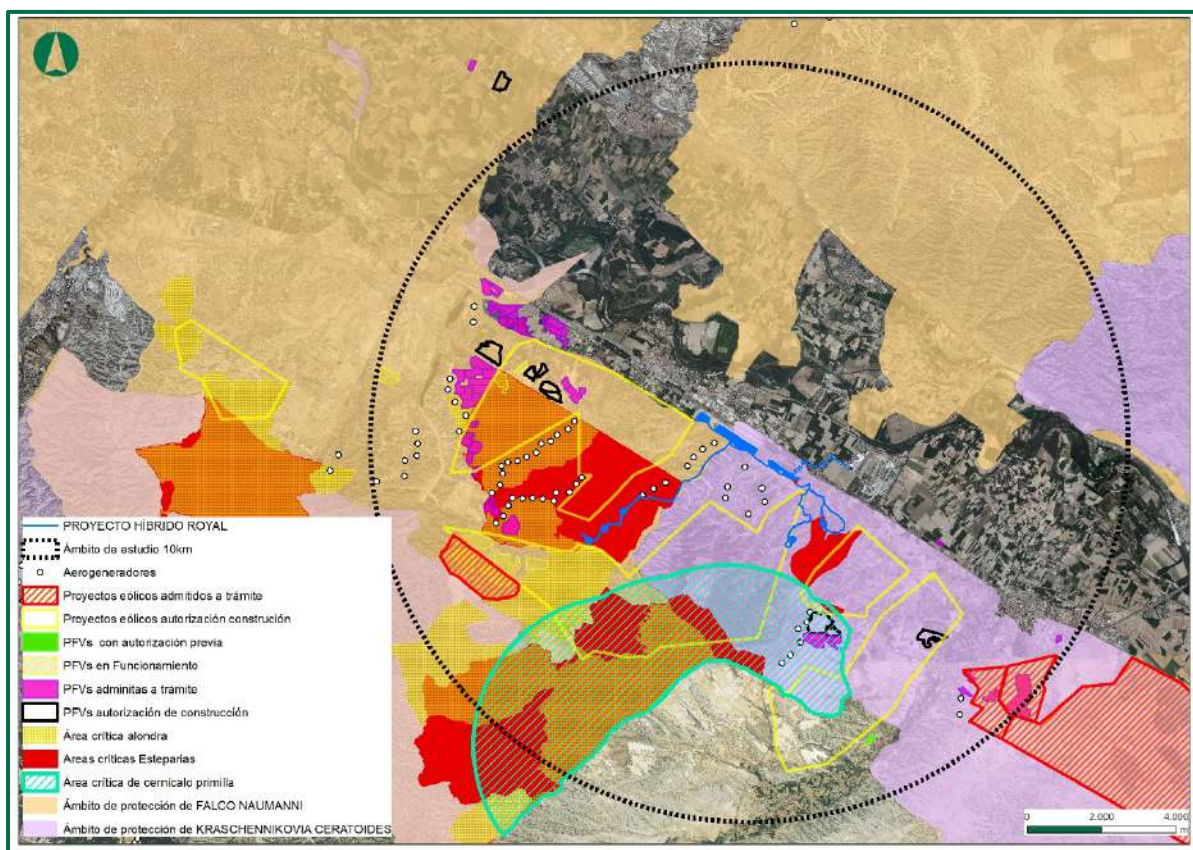 PROYECTO HÍBRIDO ROYAL
Ámbito de estudio 10km
Aerogeneradores
Proyectos eólicos admitidos a trámite
Proyectos eólicos autorización construción
PFVs con autorización previa
PFVs en Funcionamiento
PFVs adminitas a trámite
PFVs autorización de construcción
Área crítica alondra
Areas críticas Esteparias
Area crítica de cernícalo primilla
Ámbito de protección de FALCO NAUMANNI
Ámbito de protección de KRASCHENNIKOVIA CERATOIDES
0 2.000 4.000
m